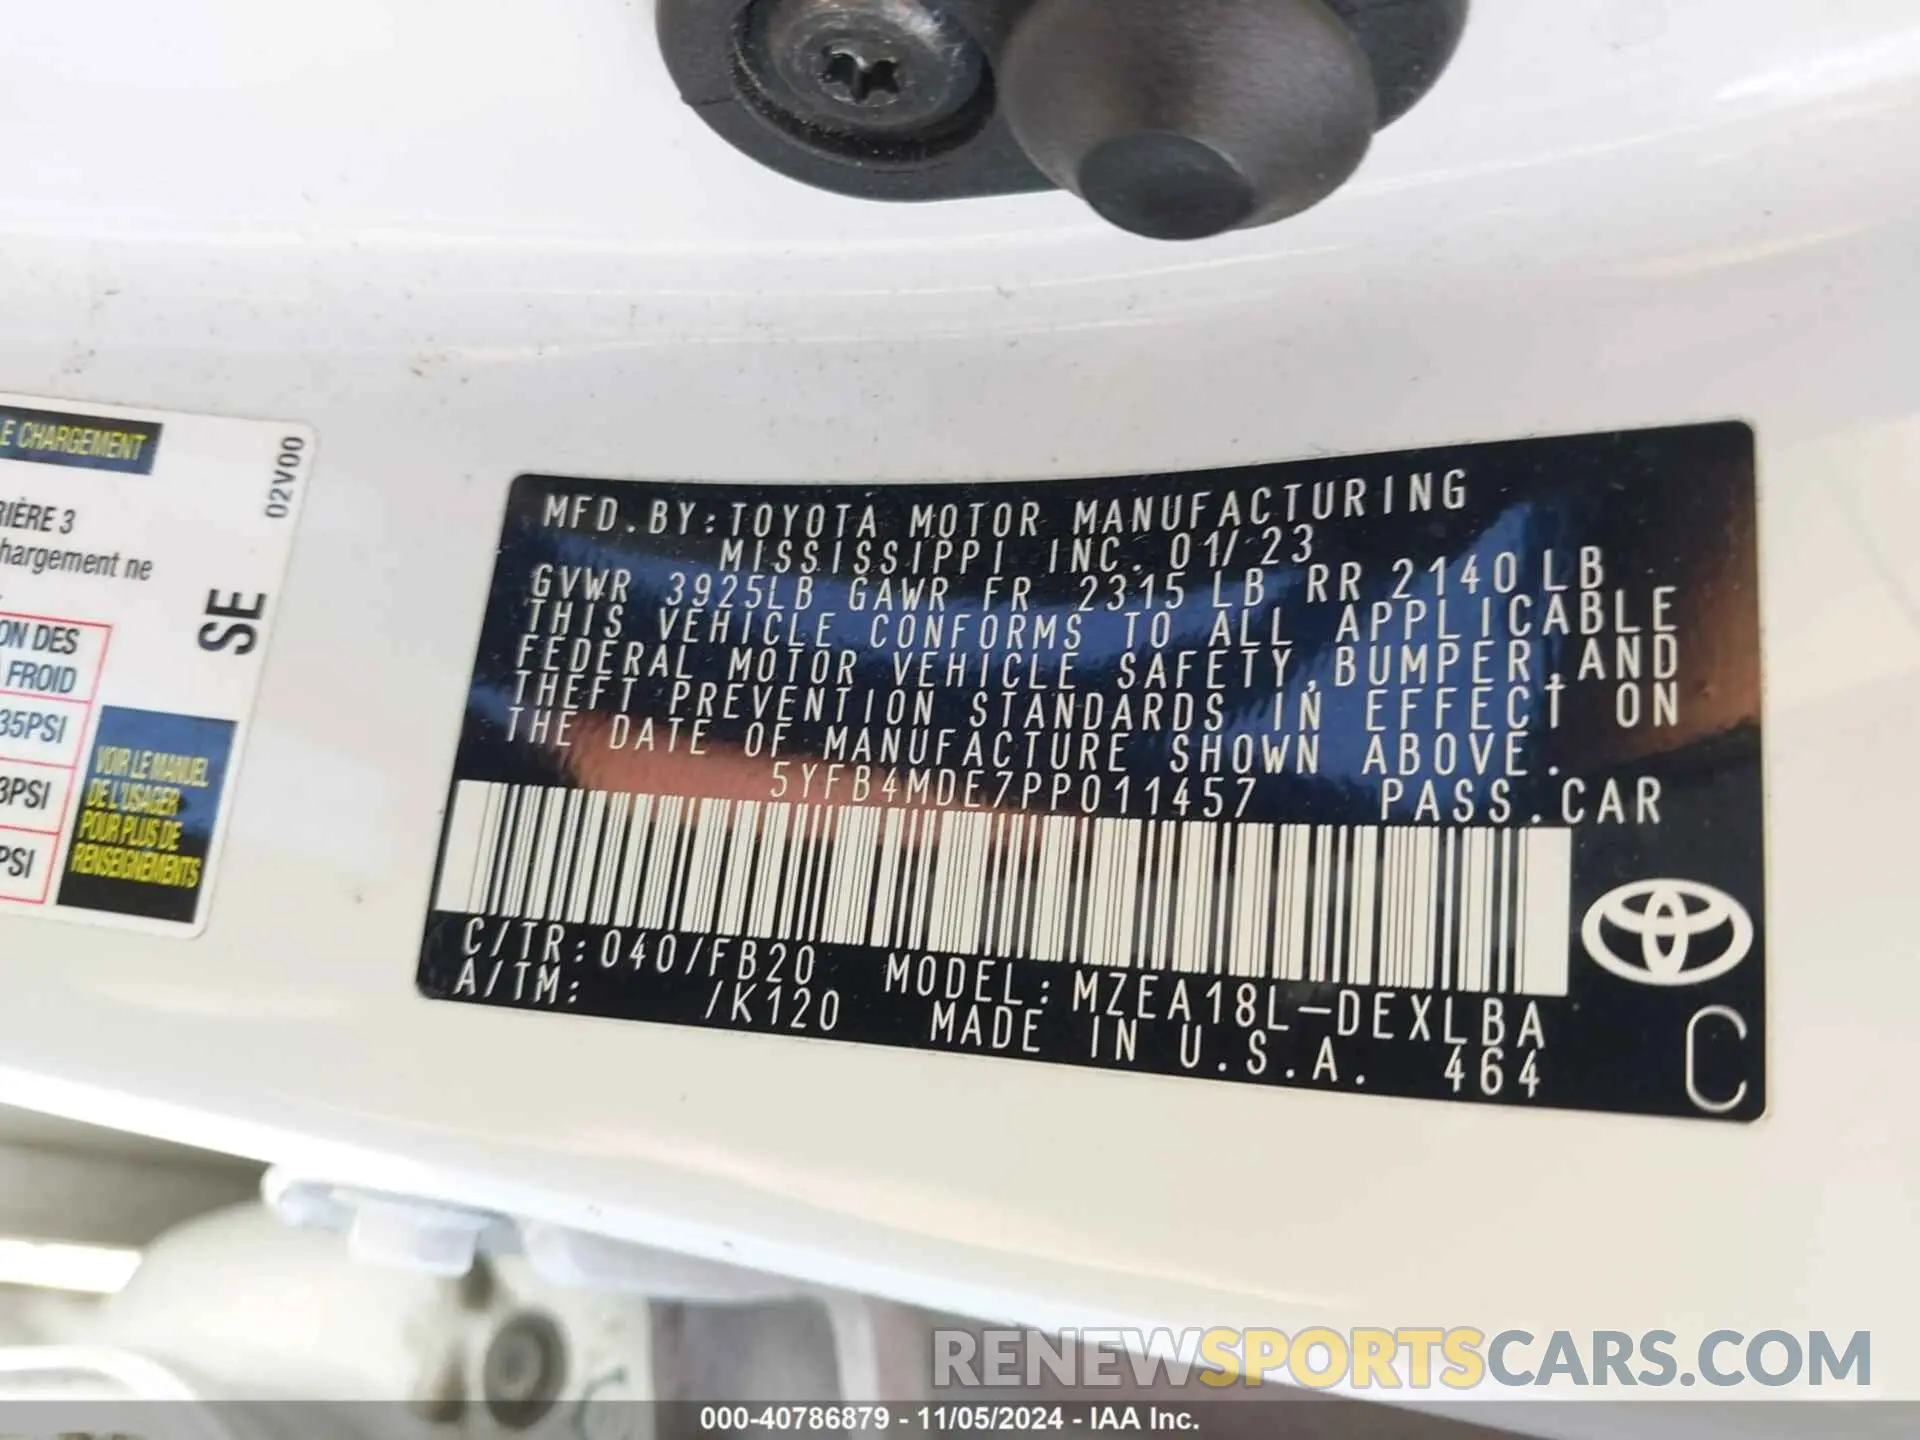 E CHARGEMENT
02V00
RIÈRE 3
hargement ne
SE
ON DES
FROID
35PSI
3PSI
PSI
VOIR LE MANUEL
DE L'USAGER
POUR PLUS DE
RENSEIGNEMENTS
MFD.BY:TOYOTA MOTOR MANUFACTURING
MISSISSIPPI INC. 01/23
GVWR 3925LB GAWR FR 2315LB RR 2140LB
THIS VEHICLE CONFORMS TO ALL APPLICABLE
FEDERAL MOTOR VEHICLE SAFETY,BUMPER,AND
THEFT PREVENTION STANDARDS IN EFFECT ON
THE DATE OF MANUFACTURE SHOWN ABOVE.
5YFB4MDE7PP011457 PASS.CAR
C/TR:040/FB20 MODEL:MZEA18L-DEXLBA
A/TM: /K120 MADE IN U.S.A. 464
C
RENEWSPORTSCARS.COM
000-40786879 - 11/05/2024 - IAA Inc.